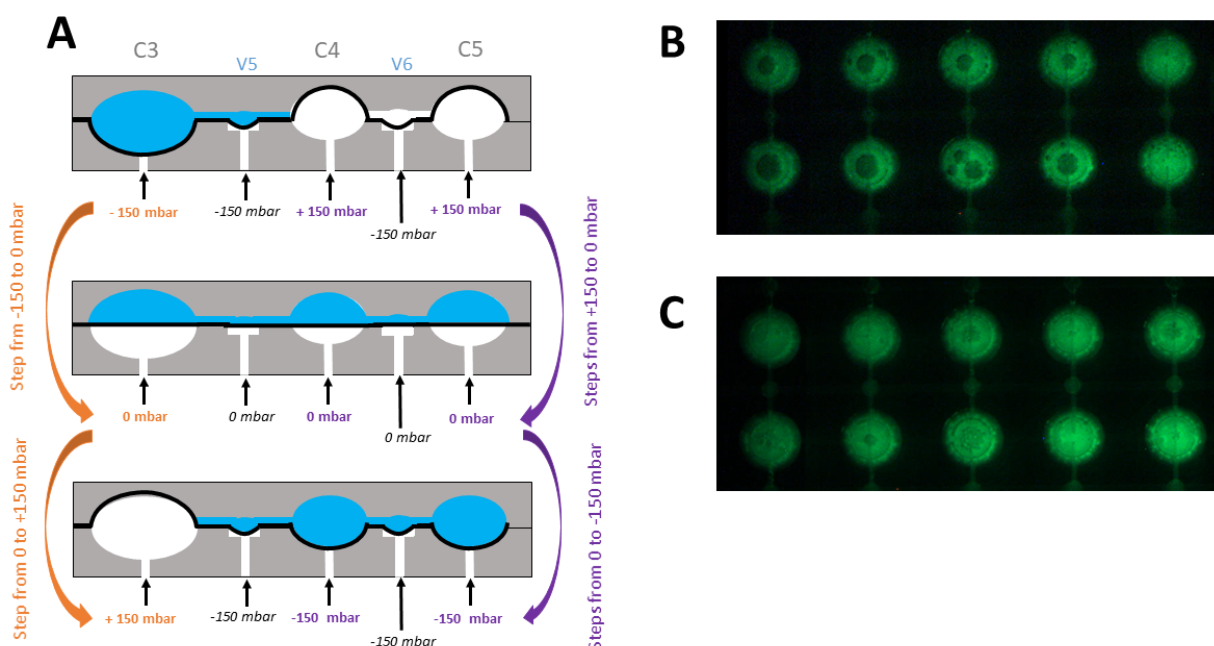 A
C3
V5
C4
V6
C5
- 150 mbar
-150 mbar
+ 150 mbar
-150 mbar
+ 150 mbar
Step frm -150 to 0 mbar
Steps from +150 to 0 mbar
0 mbar
0 mbar
0 mbar
0 mbar
0 mbar
Step from 0 to +150 mbar
Steps from 0 to -150 mbar
+ 150 mbar
-150 mbar
-150 mbar
-150 mbar
-150 mbar
B
C